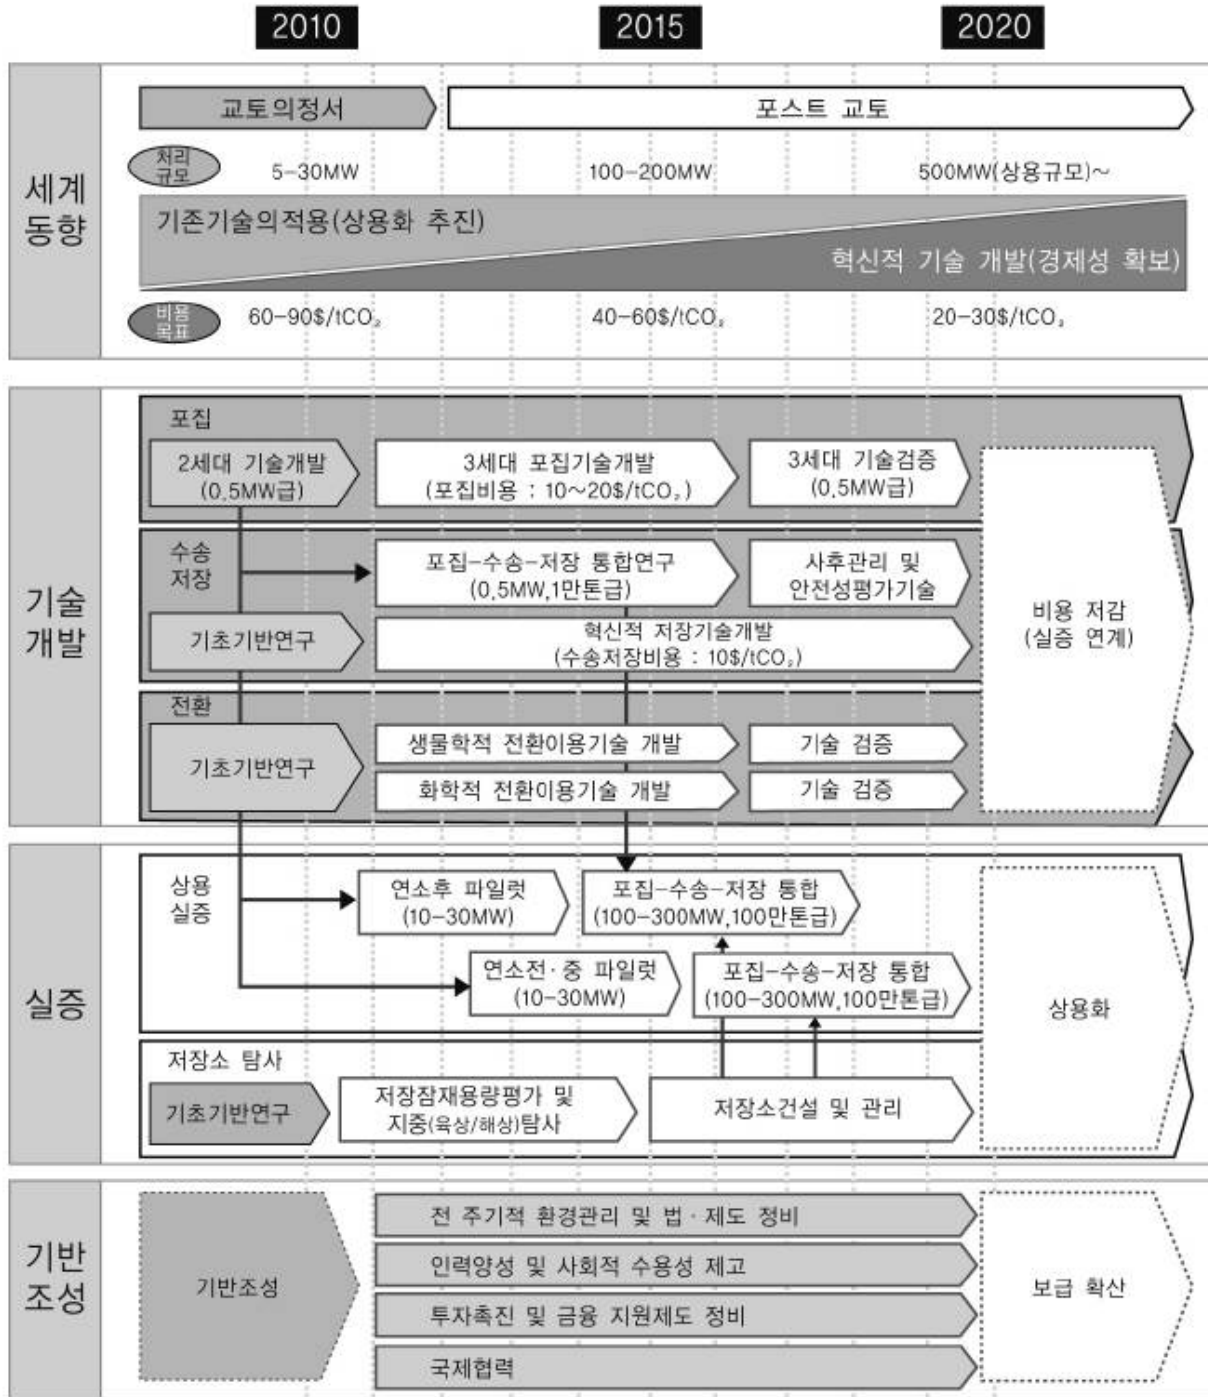 2010
2015
2020
세계
동향
교토의정서
포스트 교토
처리
규모
5-30MW
100-200MW
500MW(상용규모)~
기존기술의적용(상용화 추진)
혁신적 기술 개발(경제성 확보)
비용
목표
60-90$/tCO₂
40-60$/tCO₂
20-30$/tCO₂
기술
개발
포집
2세대 기술개발
(0.5MW급)
3세대 포집기술개발
(포집비용 : 10~20$/tCO₂)
3세대 기술검증
(0.5MW급)
수송
저장
포집-수송-저장 통합연구
(0.5MW,1만톤급)
사후관리 및
안전성평가기술
기초기반연구
혁신적 저장기술개발
(수송저장비용 : 10$/tCO₂)
비용 저감
(실증 연계)
전환
기초기반연구
생물학적 전환이용기술 개발
기술 검증
화학적 전환이용기술 개발
기술 검증
실증
상용
실증
연소후 파일럿
(10-30MW)
포집-수송-저장 통합
(100-300MW,100만톤급)
연소전·중 파일럿
(10-30MW)
포집-수송-저장 통합
(100-300MW,100만톤급)
상용화
저장소 탐사
기초기반연구
저장잠재용량평가 및
지중(육상/해상)탐사
저장소건설 및 관리
기반
조성
기반조성
전 주기적 환경관리 및 법·제도 정비
인력양성 및 사회적 수용성 제고
투자촉진 및 금융 지원제도 정비
국제협력
보급 확산